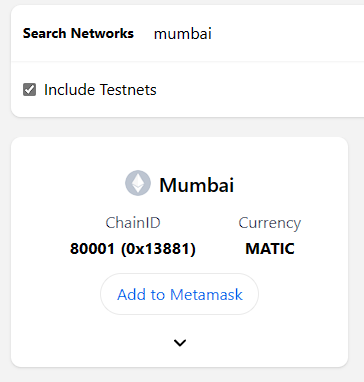 Search Networks mumbai
Include Testnets
Mumbai
ChainID Currency
80001 (0x13881) MATIC
Add to Metamask